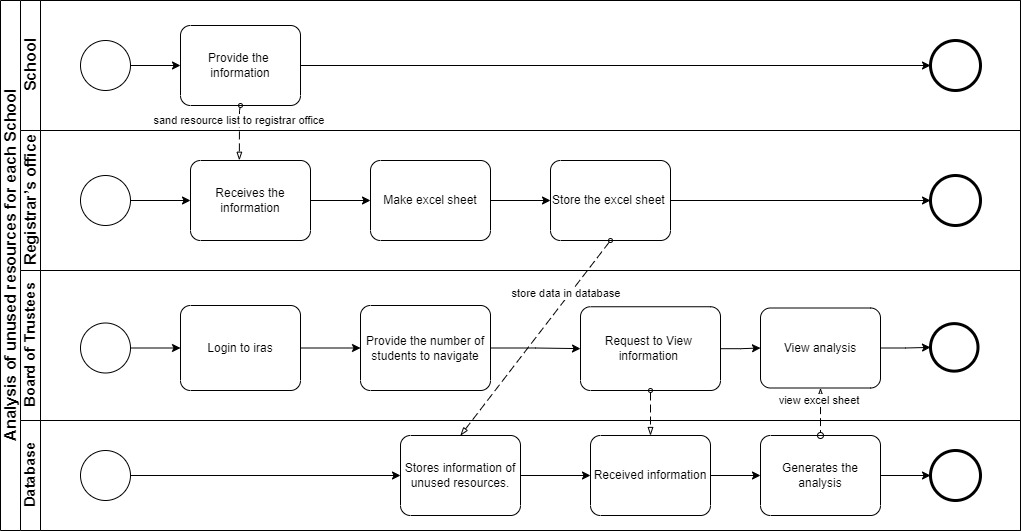 Analysis of unused resources for each School
School
Provide the
information
sand resource list to registrar office
Registrar's office
Receives the
information
Make excel sheet
Store the excel sheet
store data in database
Board of Trustees
Login to iras
Provide the number of
students to navigate
Request to View
information
View analysis
view excel sheet
Database
Stores information of
unused resources.
Received information
Generates the
analysis